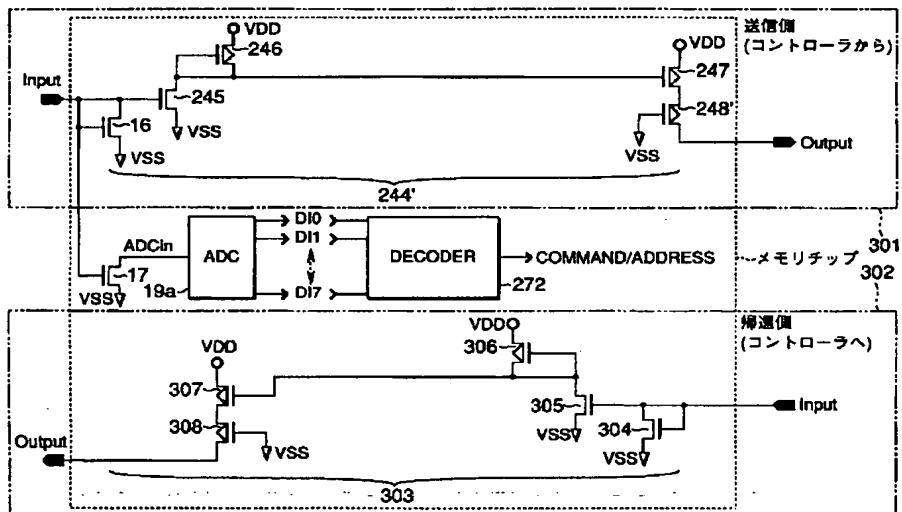 送信側
(コントローラから)
VDD
246
VDD
247
Input
245
248'
16
VSS
VSS
VSS
Output
244'
DI0
DI1
DI7
ADCin
ADC
DECODER
COMMAND/ADDRESS
メモリチップ
301
302
17
VSS
19a
272
帰還側
(コントローラへ)
VDD
306
VDD
307
305
Input
308
304
VSS
VSS
VSS
Output
303